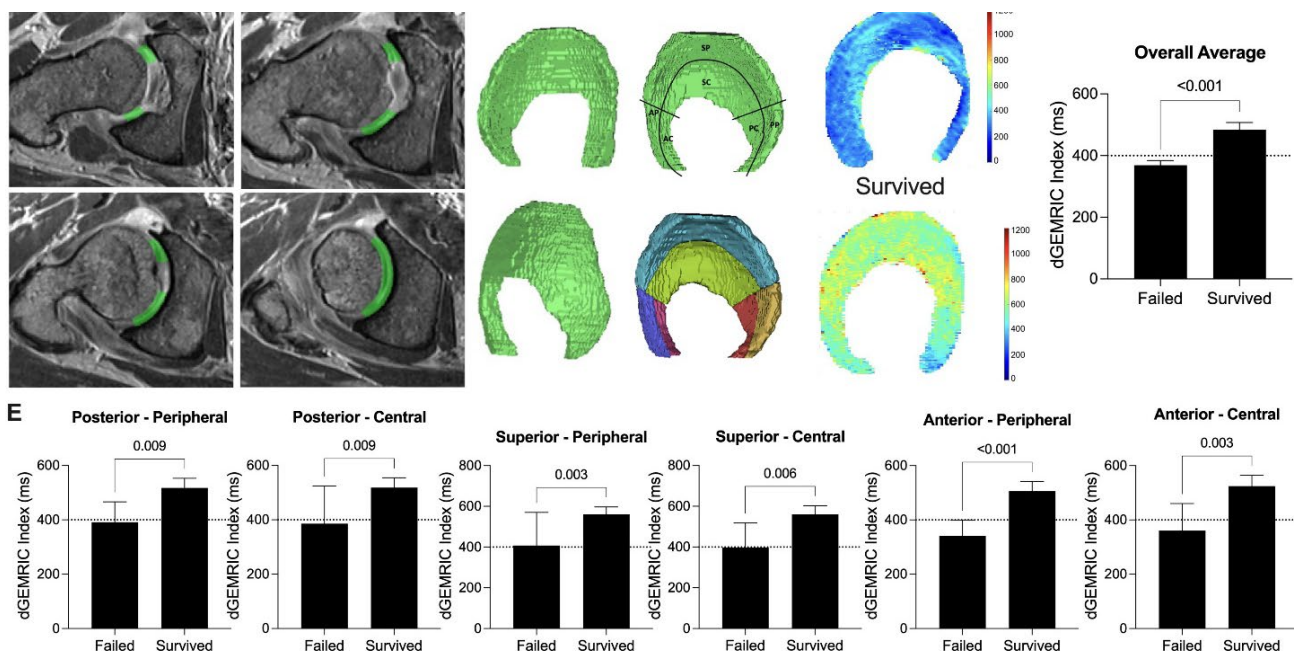 SP
SC
AP
AC
PC
PP
1200
1000
800
600
400
200
0
Survived
1200
1000
800
600
400
200
0
Overall Average
<0.001
dGEMRIC Index (ms)
600
400
200
0
Failed Survived
E
Posterior - Peripheral
0.009
dGEMRIC Index (ms)
600
400
200
0
Failed Survived
Posterior - Central
0.009
dGEMRIC Index (ms)
600
400
200
0
Failed Survived
Superior - Peripheral
0.003
dGEMRIC Index (ms)
800
600
400
200
0
Failed Survived
Superior - Central
0.006
dGEMRIC Index (ms)
800
600
400
200
0
Failed Survived
Anterior - Peripheral
<0.001
dGEMRIC Index (ms)
600
400
200
0
Failed Survived
Anterior - Central
0.003
dGEMRIC Index (ms)
600
400
200
0
Failed Survived